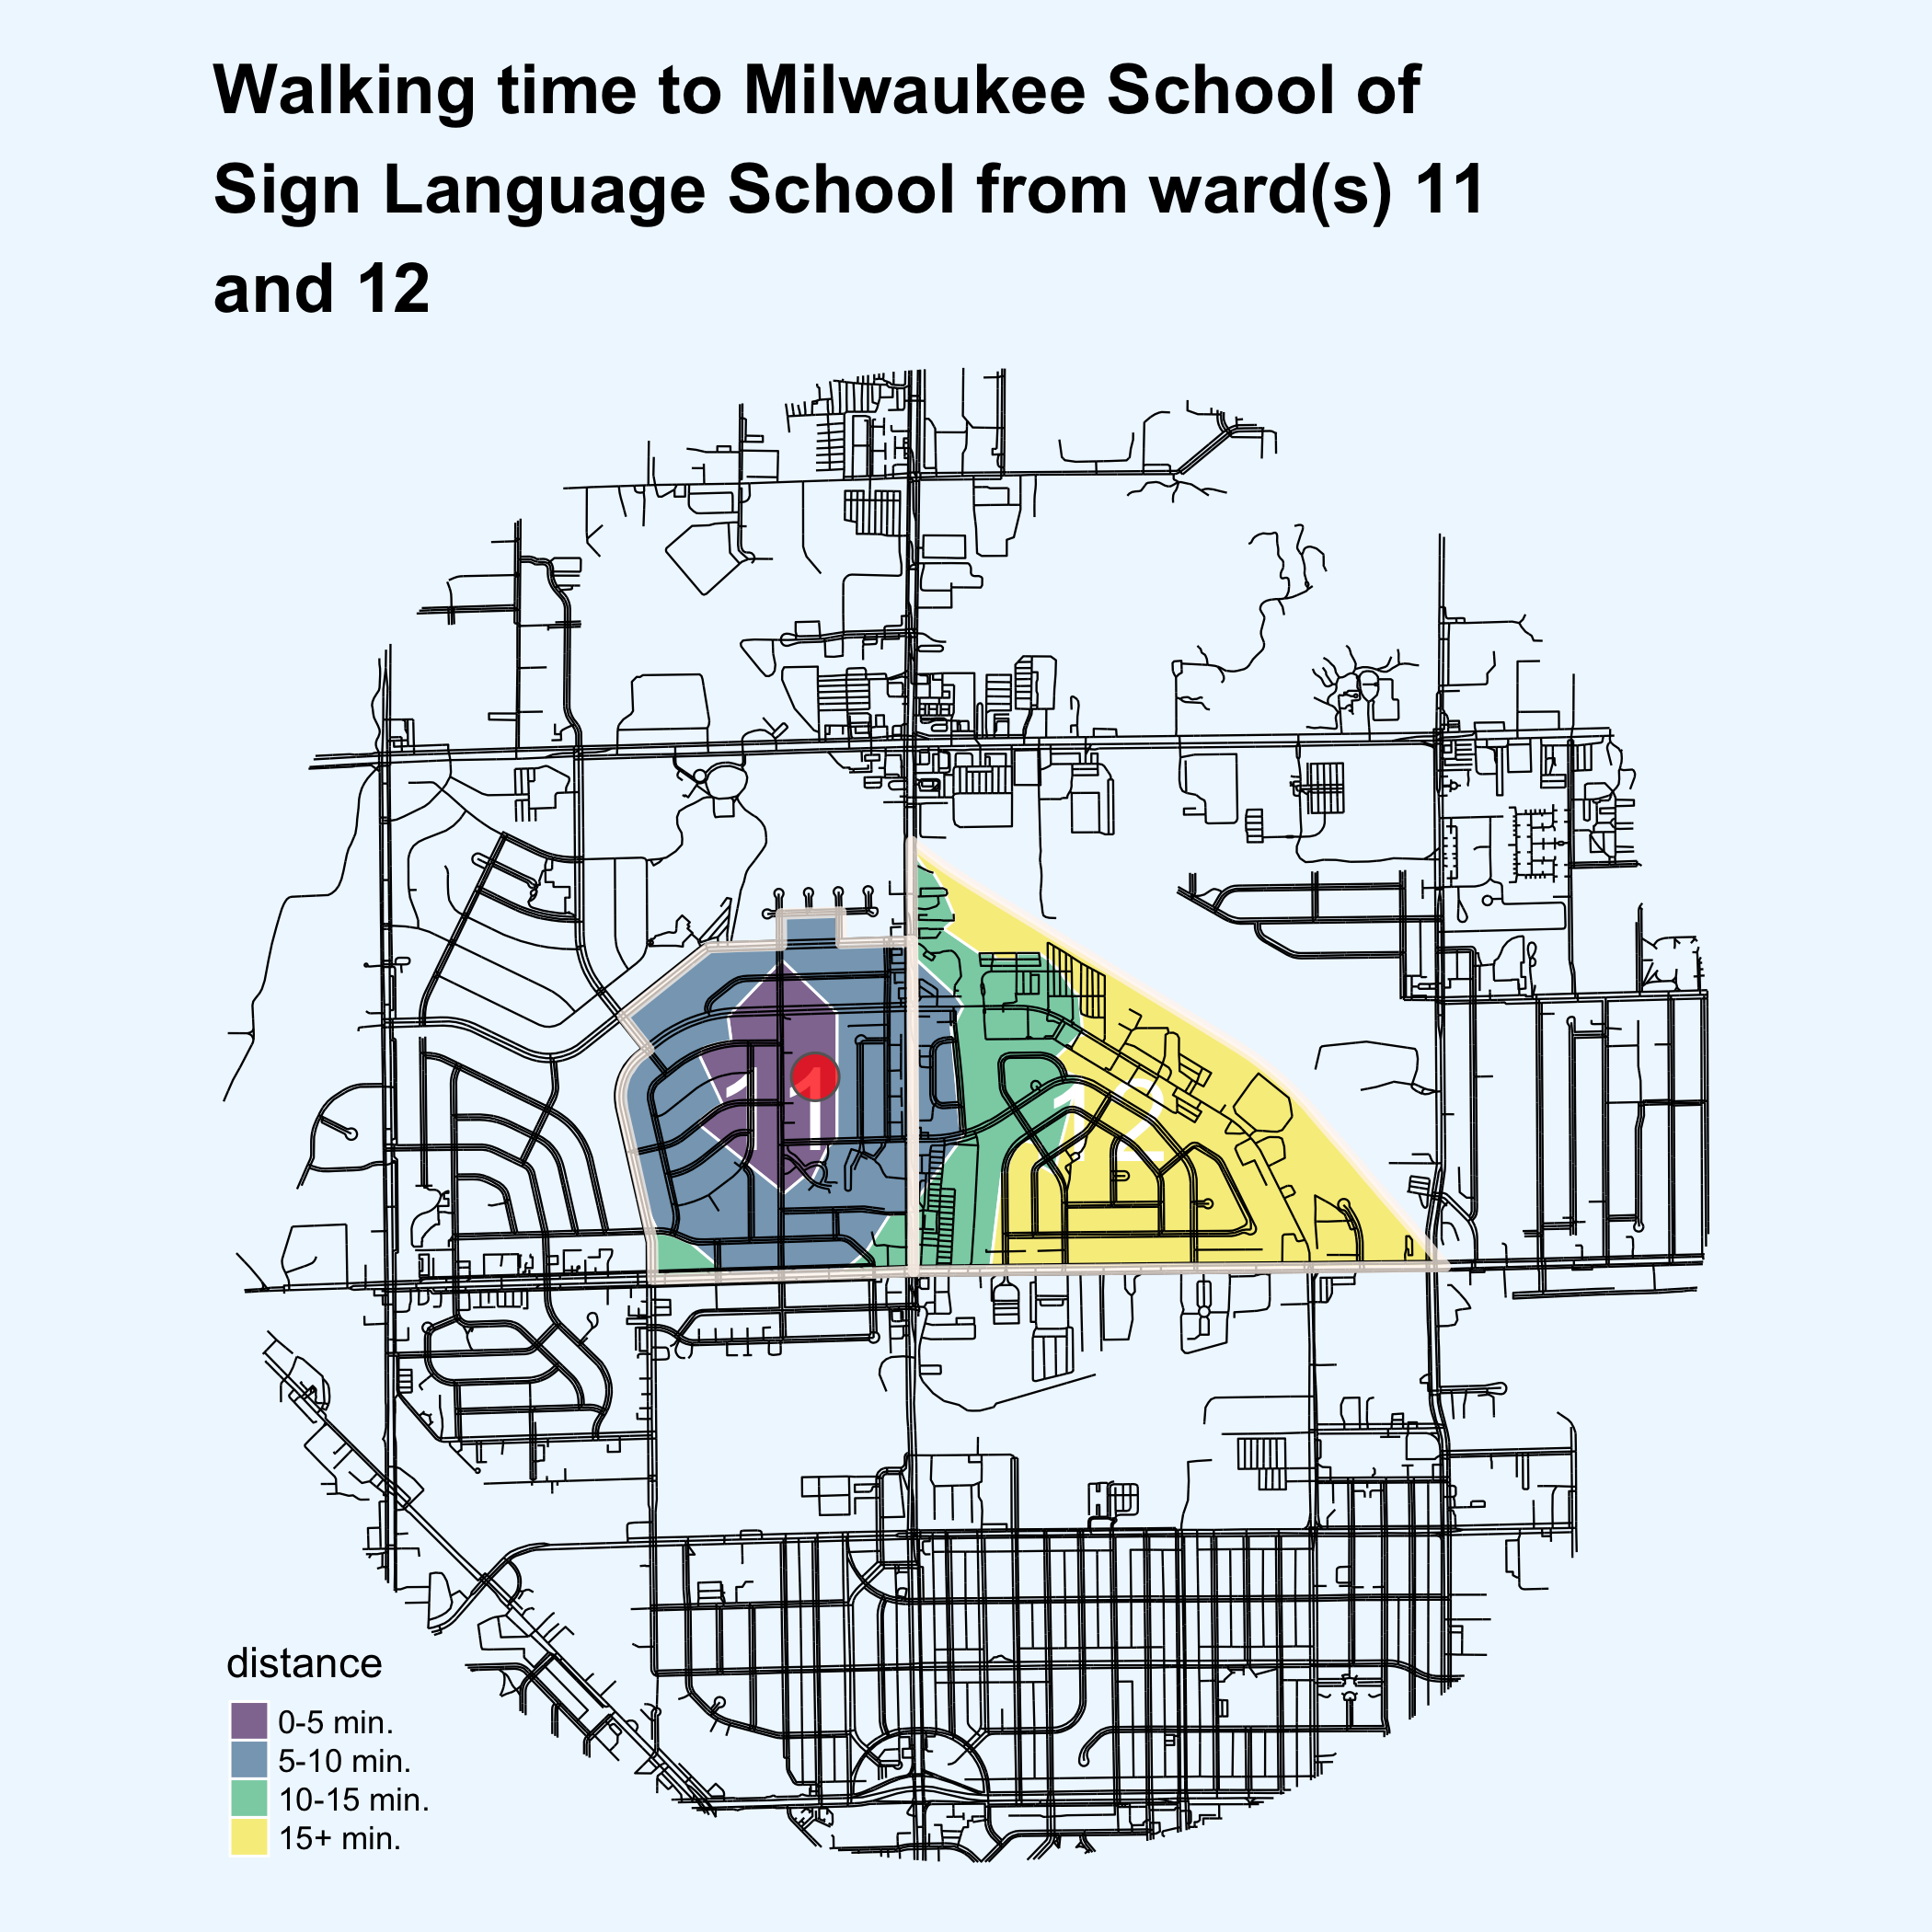 Walking time to Milwaukee School of
Sign Language School from ward(s) 11
and 12
11
12
distance
0-5 min.
5-10 min.
10-15 min.
15+ min.